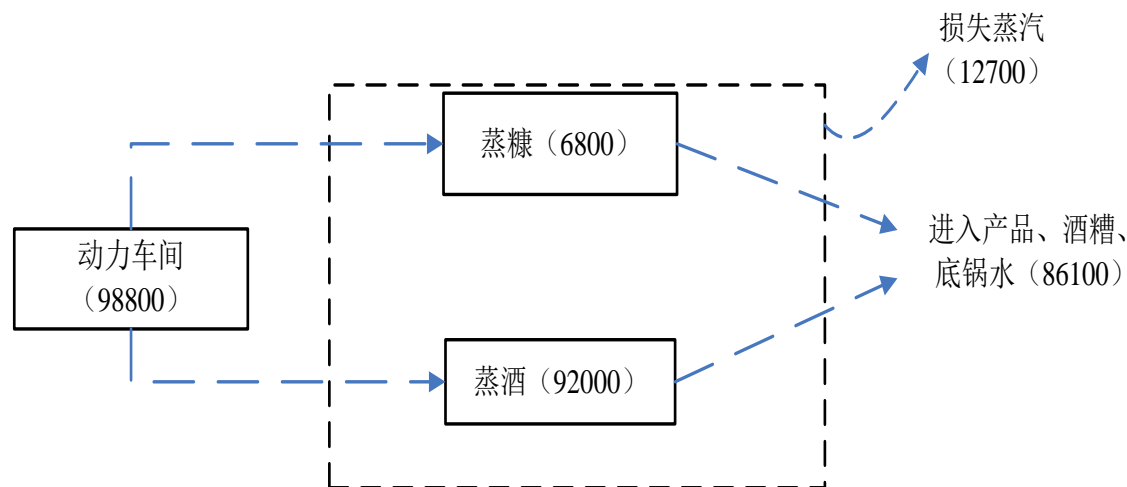 损失蒸汽
（12700）
蒸糠（6800）
动力车间
（98800）
进入产品、酒糟、
底锅水（86100）
蒸酒（92000）